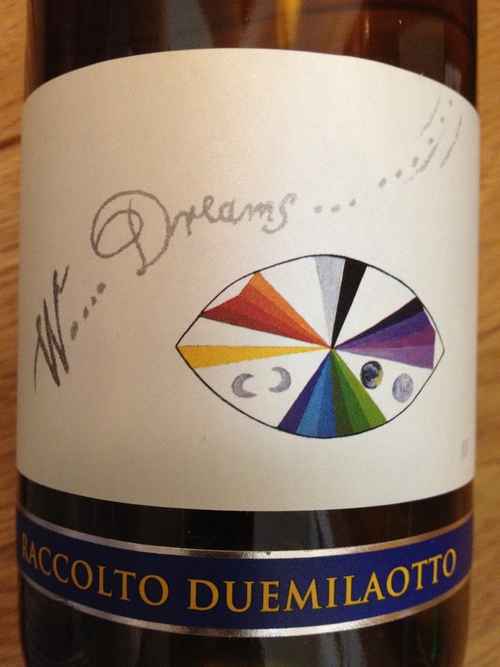 W.... Dreams... .......
RACCOLTO DUEMILAOTTO